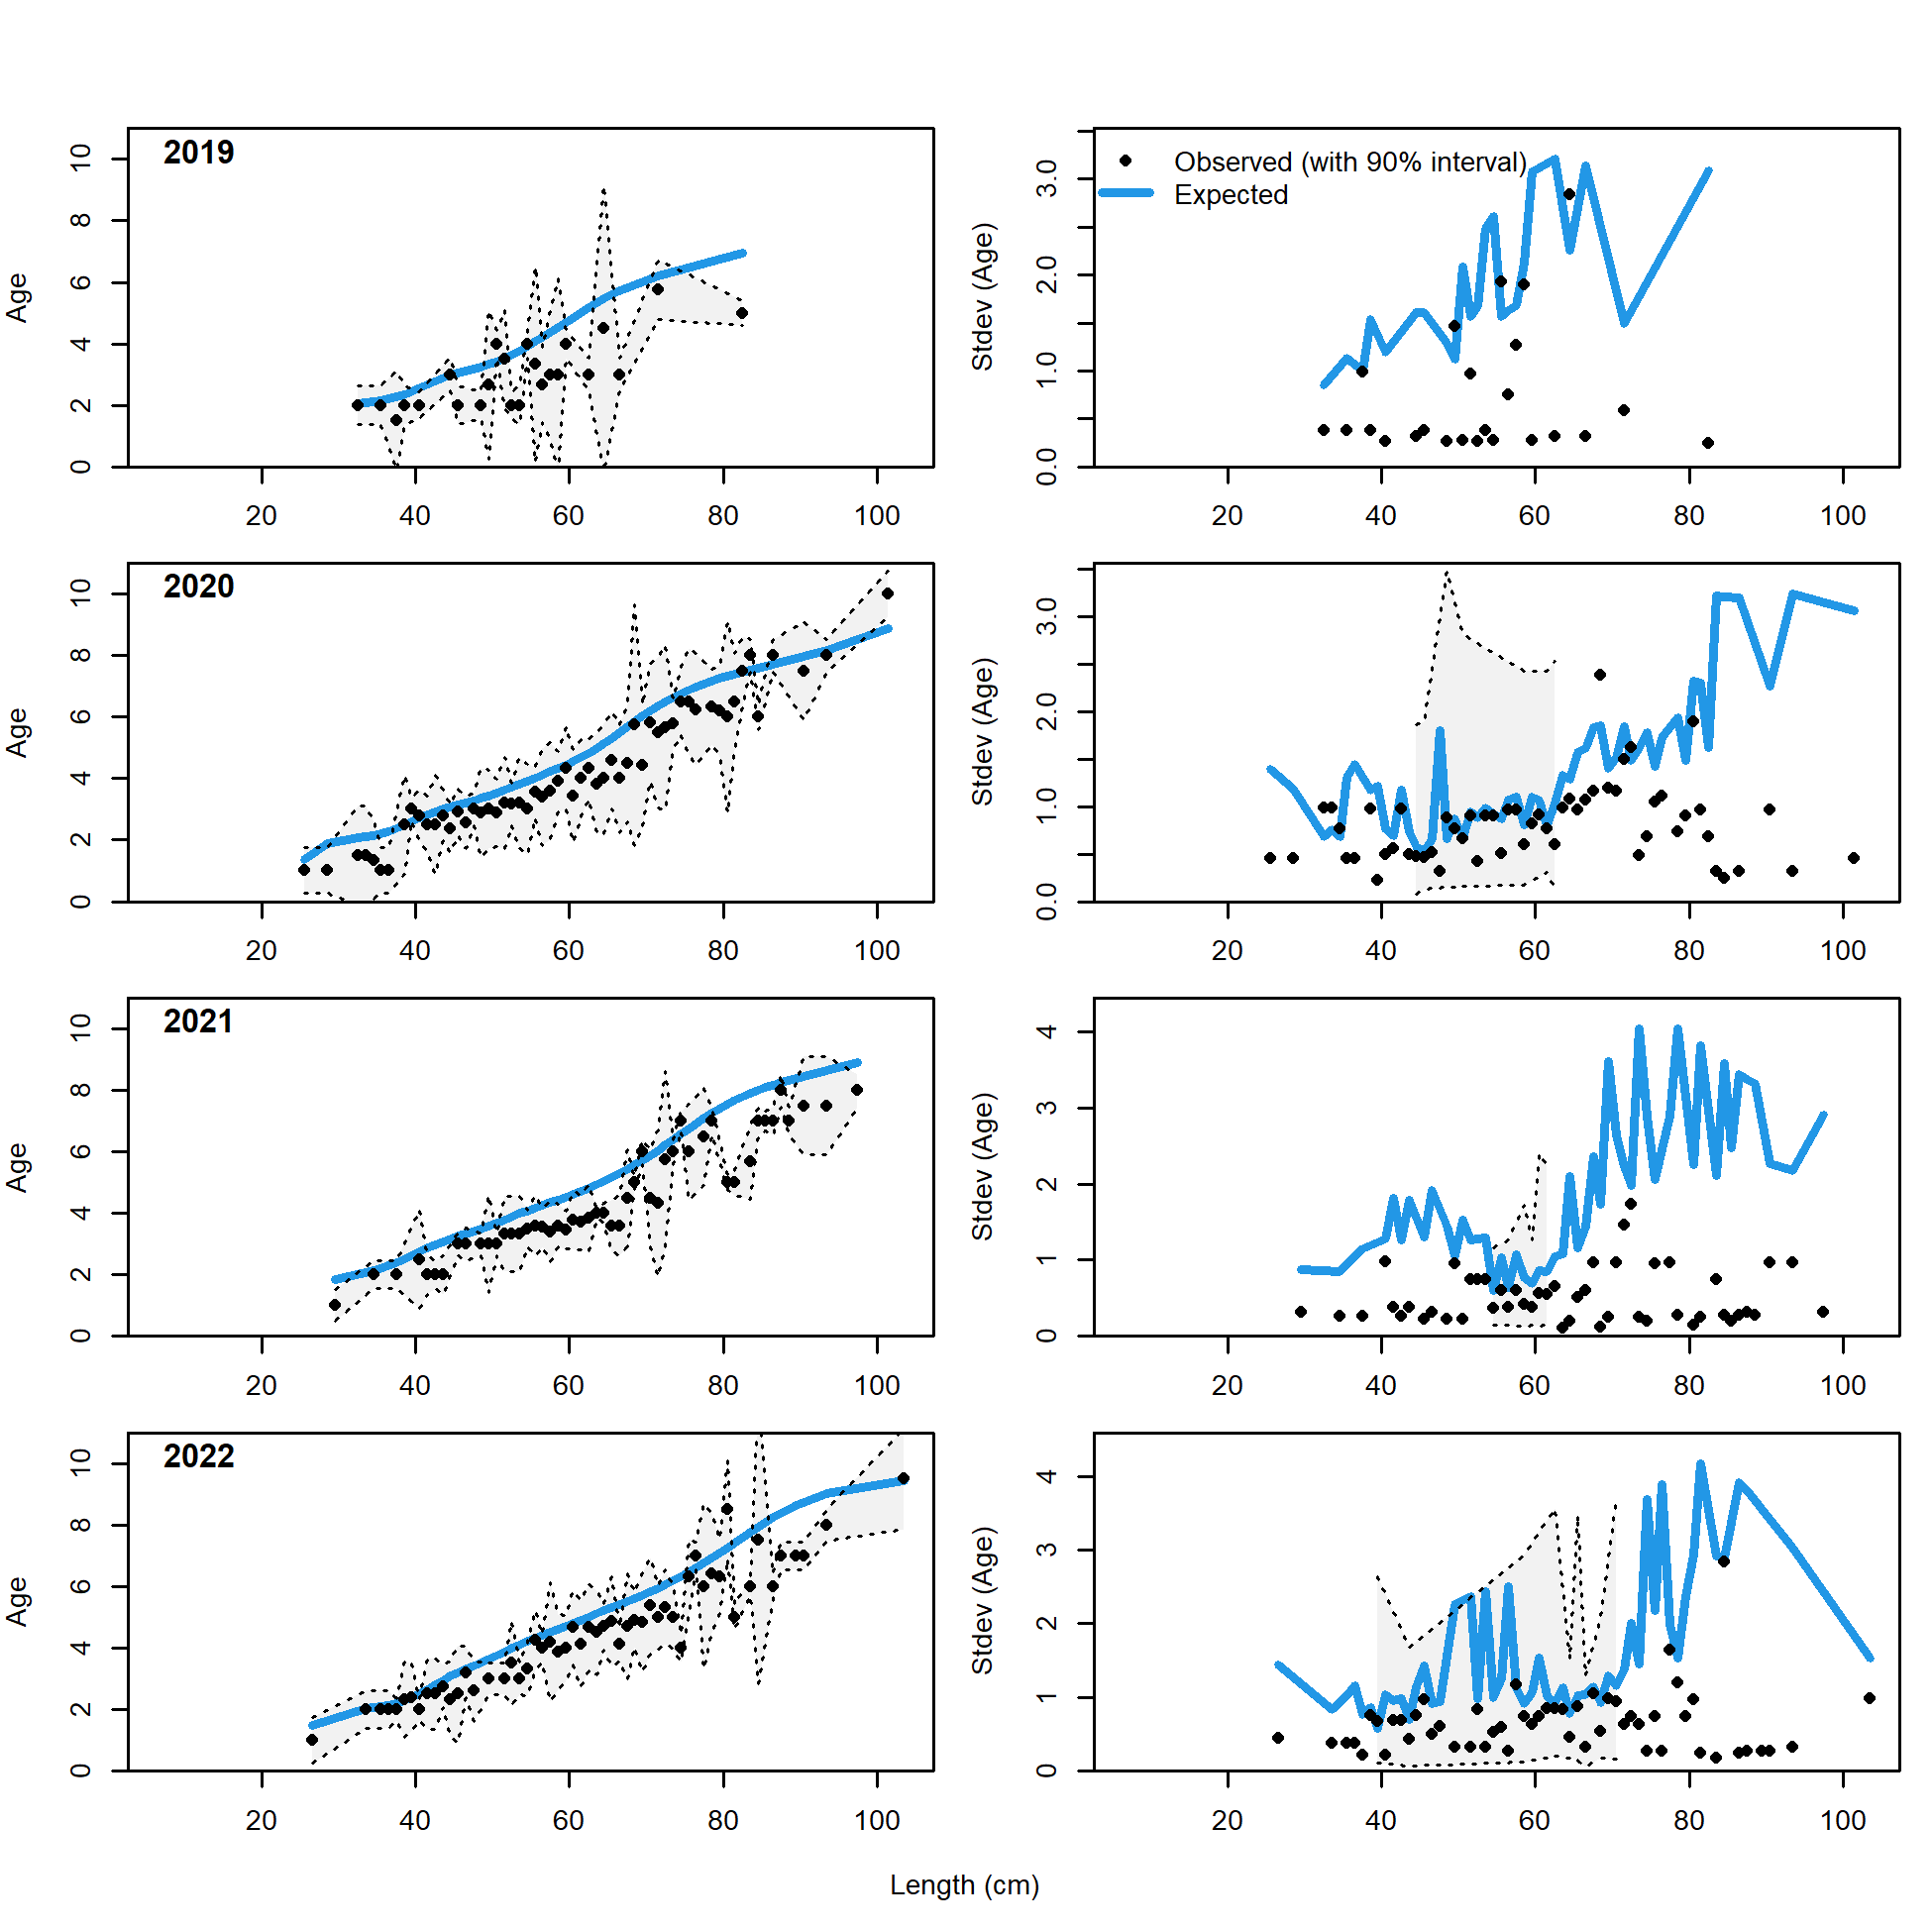 2019
Age
0 2 4 6 8 10
20 40 60 80 100
Observed (with 90% interval)
Expected
Stdev (Age)
0.0 1.0 2.0 3.0
20 40 60 80 100
2020
Age
0 2 4 6 8 10
20 40 60 80 100
Stdev (Age)
0.0 1.0 2.0 3.0
20 40 60 80 100
2021
Age
0 2 4 6 8 10
20 40 60 80 100
Stdev (Age)
0 1 2 3 4
20 40 60 80 100
2022
Age
0 2 4 6 8 10
20 40 60 80 100
Stdev (Age)
0 1 2 3 4
20 40 60 80 100
Length (cm)